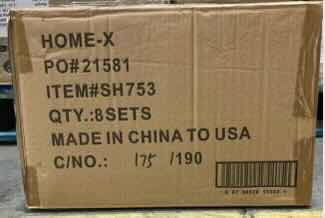 HOME-X
PO#21581
ITEM#SH753
QTY.:8SETS
MADE IN CHINA TO USA
C/NO.: 175 /190